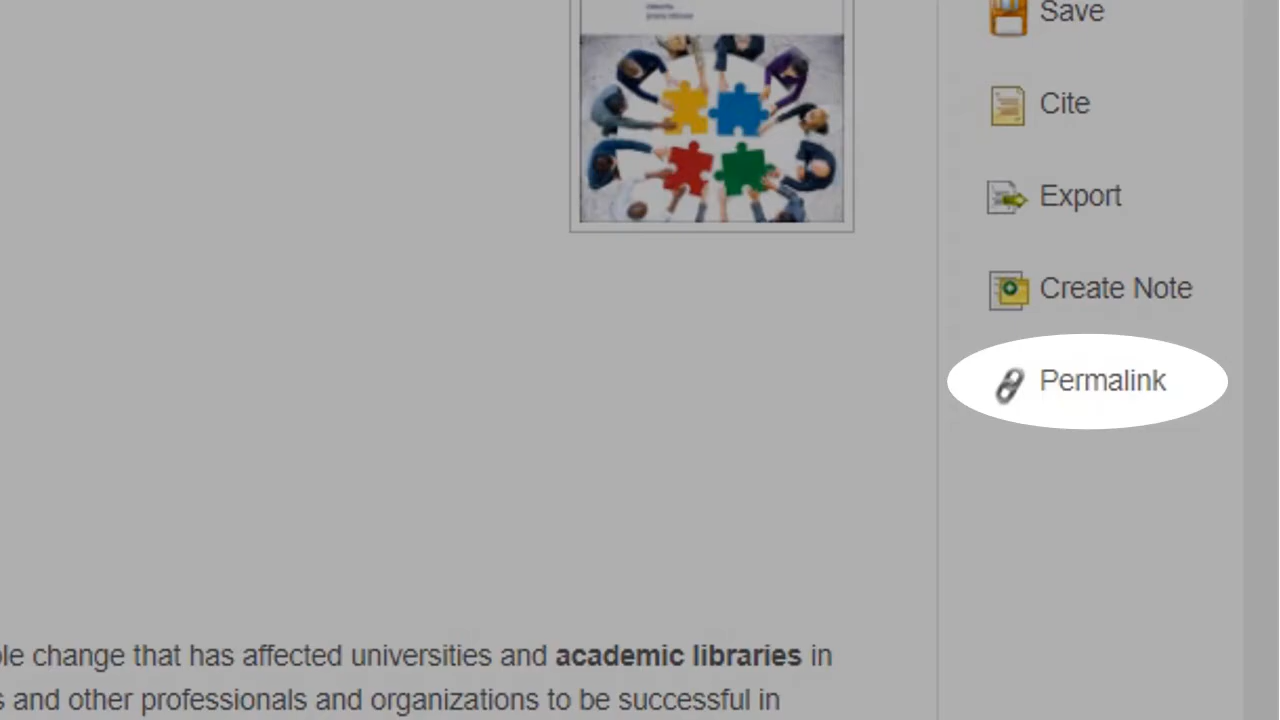 Save
Cite
Export
Create Note
Permalink
change that has affected universities and academic libraries in
and other professionals and organizations to be successful in